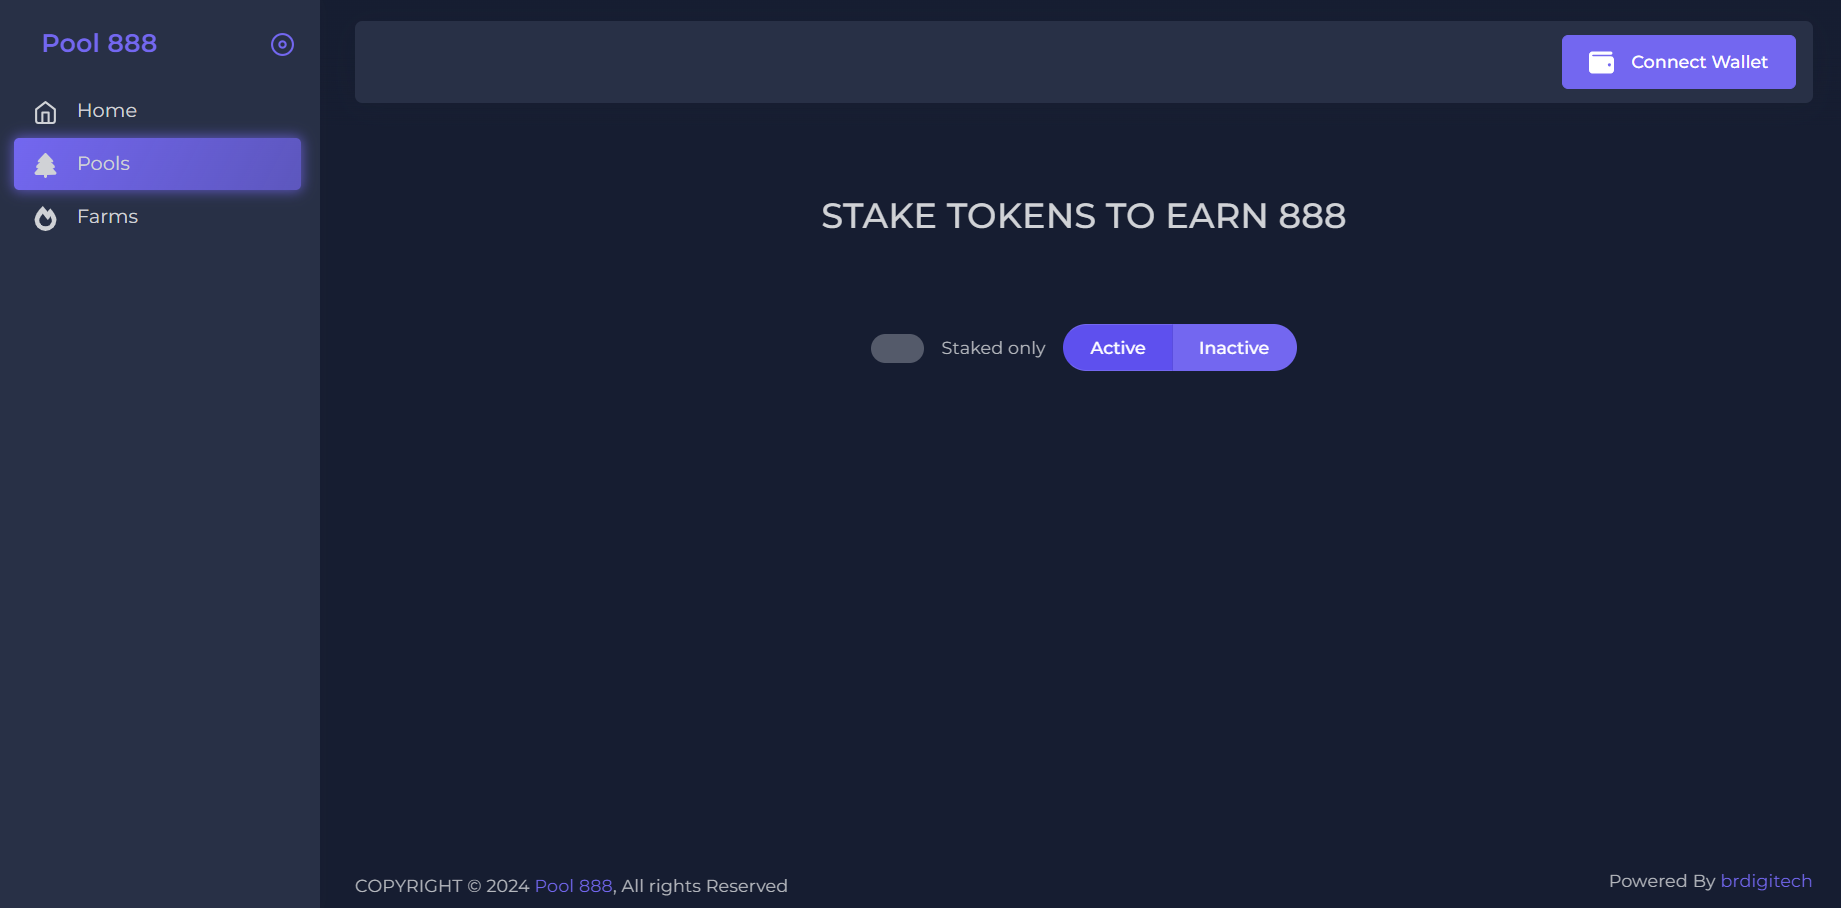 Pool 888
Home
Pools
Farms
Connect Wallet
STAKE TOKENS TO EARN 888
Staked only
Active
Inactive
COPYRIGHT © 2024 Pool 888, All rights Reserved
Powered By brdigitech